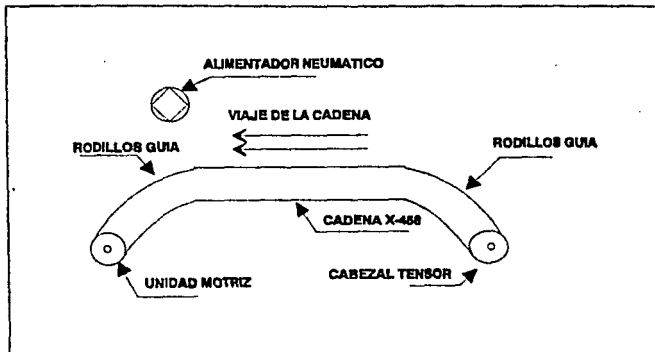 ALIMENTADOR NEUMATICO
VIAJE DE LA CADENA
RODILLOS GUIA
RODILLOS GUIA
CADENA X-458
CABEZAL TENSOR
UNIDAD MOTRIZ